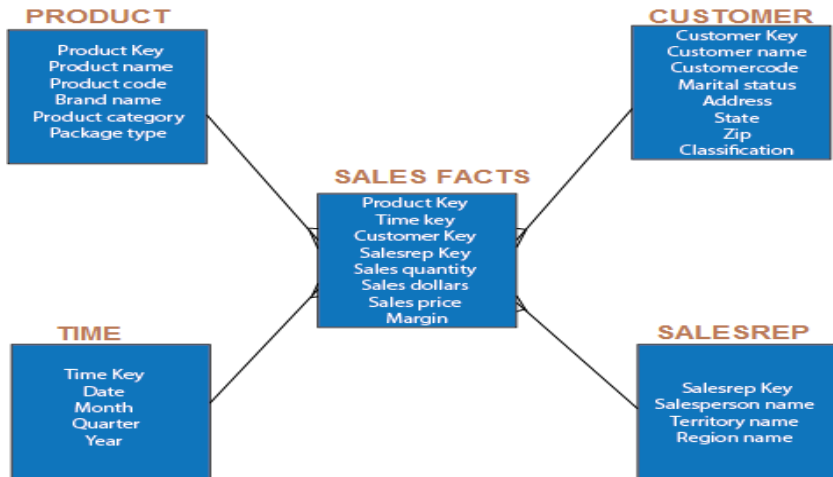 PRODUCT
Product Key
Product name
Product code
Brand name
Product category
Package type
CUSTOMER
Customer Key
Customer name
Customercode
Marital status
Address
State
Zip
Classification
SALES FACTS
Product Key
Time key
Customer Key
Salesrep Key
Sales quantity
Sales dollars
Sales price
Margin
TIME
Time Key
Date
Month
Quarter
Year
SALESREP
Salesrep Key
Salesperson name
Territory name
Region name